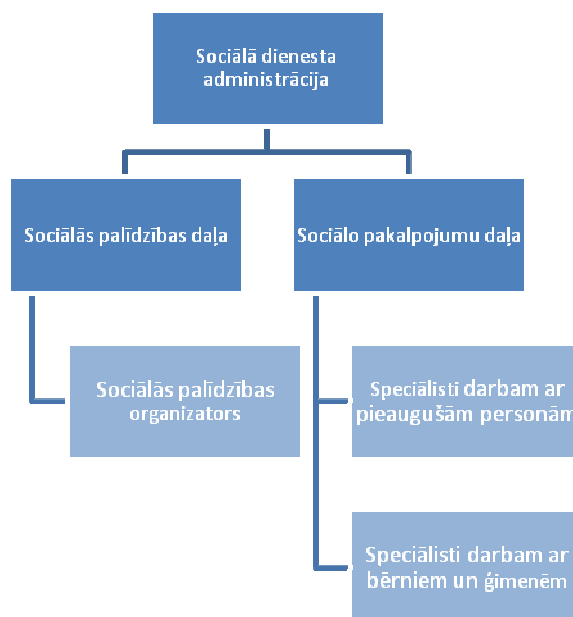 Sociālā dienesta
administrācija
Sociālās palīdzības daļa
Sociālo pakalpojumu daļa
Sociālās palīdzības
organizators
Speciālisti darbam ar
pieaugušām personām
Speciālisti darbam ar
bērniem un ģimenēm